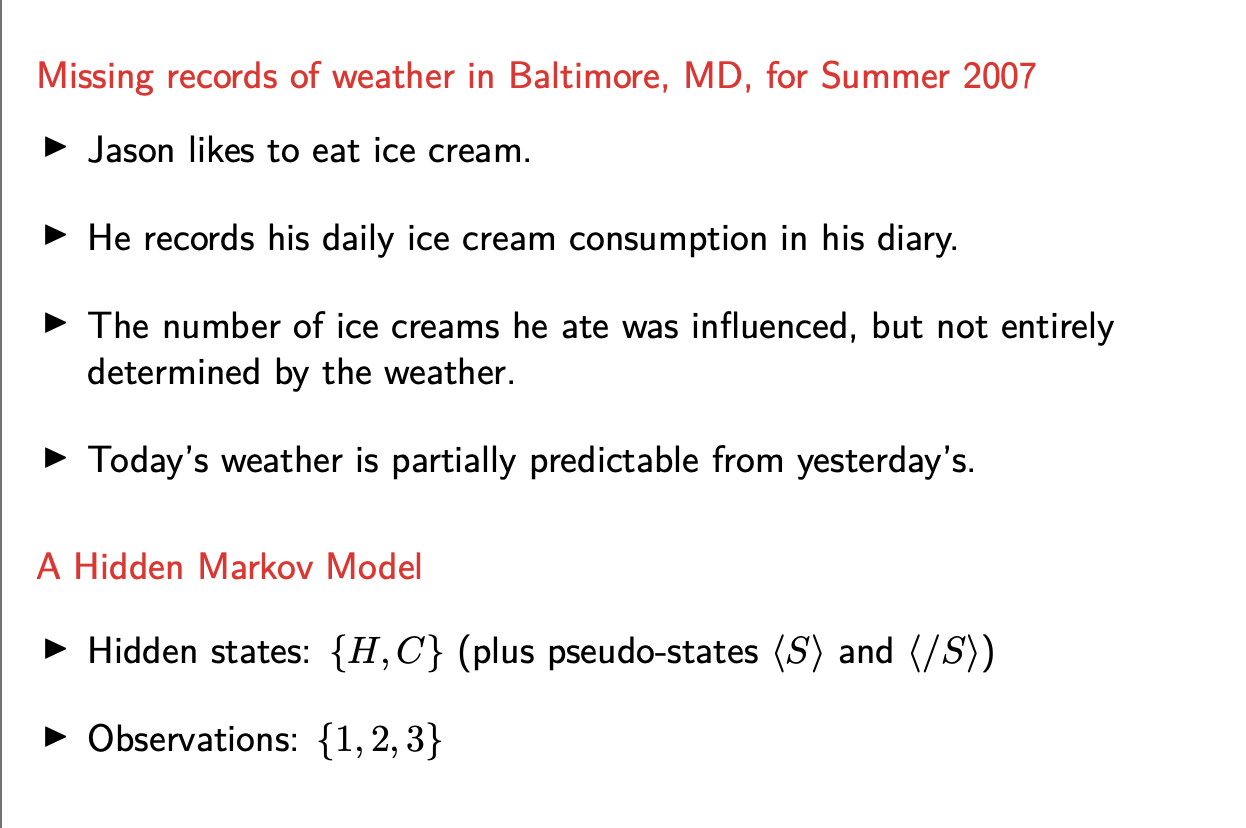 Missing records of weather in Baltimore, MD, for Summer 2007
▶ Jason likes to eat ice cream.
▶ He records his daily ice cream consumption in his diary.
▶ The number of ice creams he ate was influenced, but not entirely
determined by the weather.
▶ Today's weather is partially predictable from yesterday's.
A Hidden Markov Model
▶ Hidden states: {H, C} (plus pseudo-states ⟨S⟩ and ⟨/S⟩)
▶ Observations: {1, 2, 3}